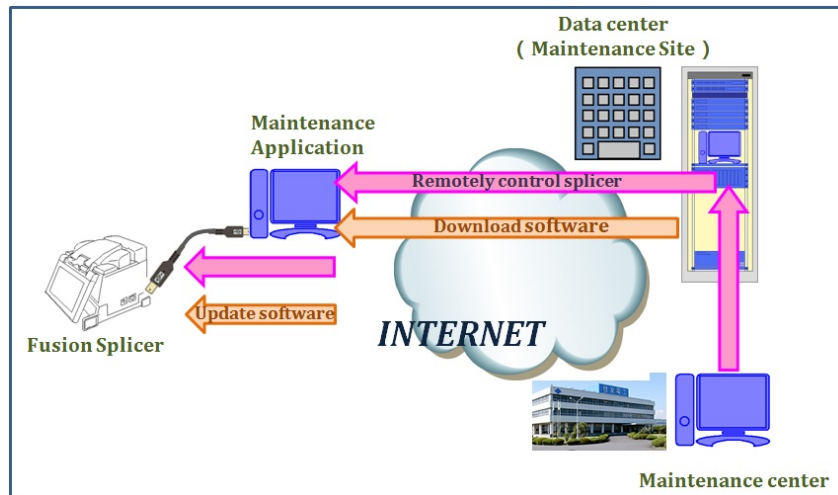 Data center
( Maintenance Site )
Maintenance
Application
Remotely control splicer
Download software
Update software
Fusion Splicer
INTERNET
Maintenance center